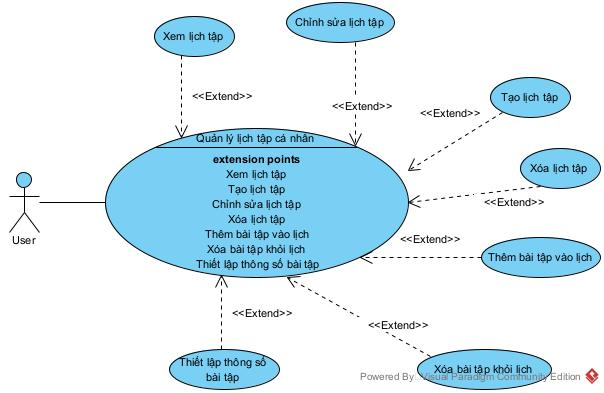 Xem lịch tập
Chỉnh sửa lịch tập
<<Extend>>
<<Extend>>
Tạo lịch tập
<<Extend>>
Quản lý lịch tập cá nhân
extension points
Xem lịch tập
Tạo lịch tập
Chỉnh sửa lịch tập
Xóa lịch tập
Thêm bài tập vào lịch
Xóa bài tập khỏi lịch
Thiết lập thông số bài tập
Xóa lịch tập
<<Extend>>
User
<<Extend>>
Thêm bài tập vào lịch
<<Extend>>
<<Extend>>
Thiết lập thông số
bài tập
Xóa bài tập khỏi lịch
Powered By: Visual Paradigm Community Edition